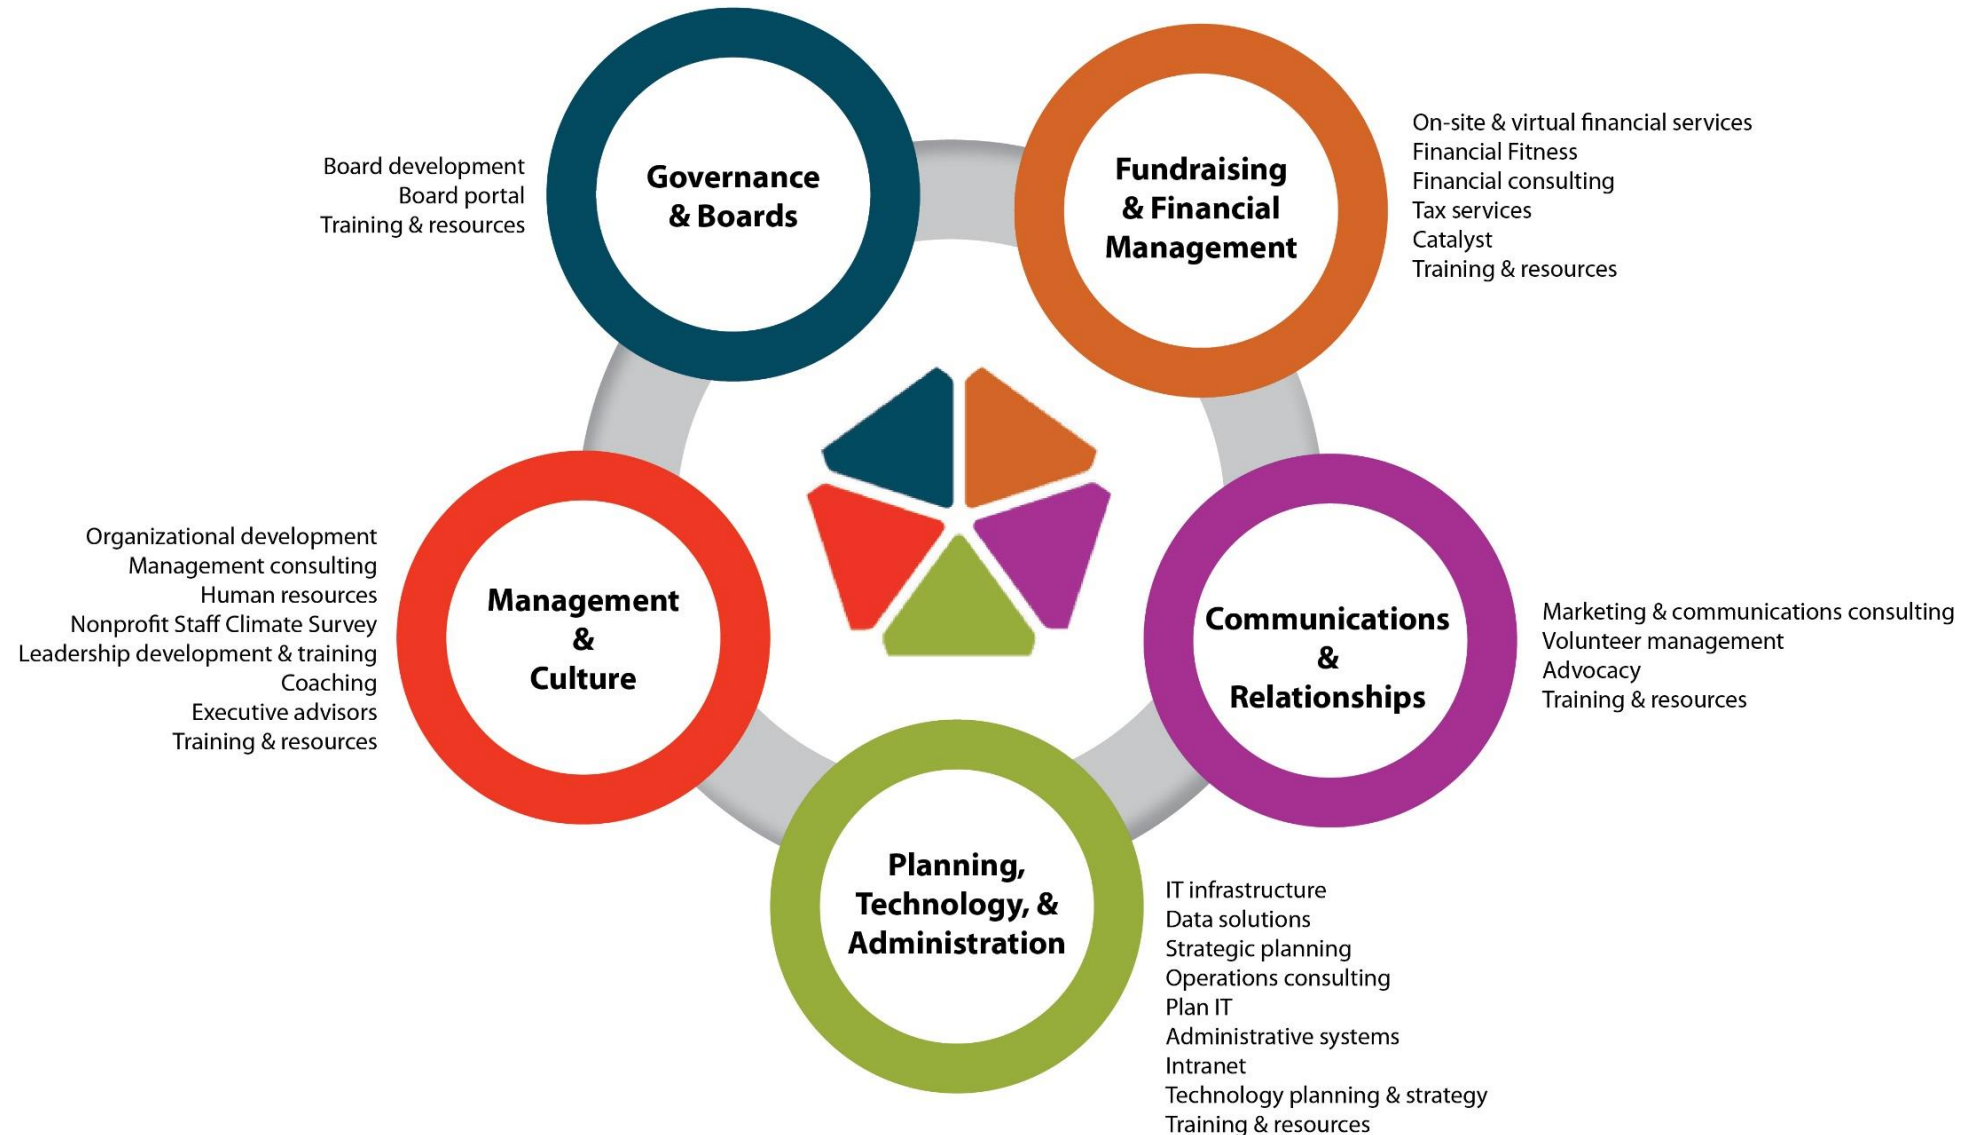 Board development
Board portal
Training & resources
Governance
& Boards
Fundraising
& Financial
Management
On-site & virtual financial services
Financial Fitness
Financial consulting
Tax services
Catalyst
Training & resources
Organizational development
Management consulting
Human resources
Nonprofit Staff Climate Survey
Leadership development & training
Coaching
Executive advisors
Training & resources
Management
&
Culture
Communications
&
Relationships
Marketing & communications consulting
Volunteer management
Advocacy
Training & resources
Planning,
Technology, &
Administration
IT infrastructure
Data solutions
Strategic planning
Operations consulting
Plan IT
Administrative systems
Intranet
Technology planning & strategy
Training & resources